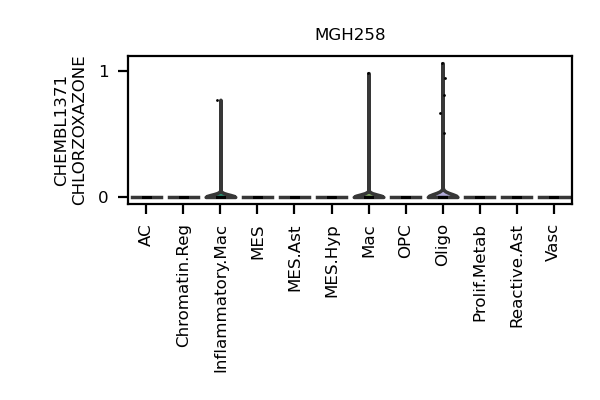 MGH258
CHEMBL1371
CHLORZOXAZONE
1
0
AC
Chromatin.Reg
Inflammatory.Mac
MES
MES.Ast
MES.Hyp
Mac
OPC
Oligo
Prolif.Metab
Reactive.Ast
Vasc